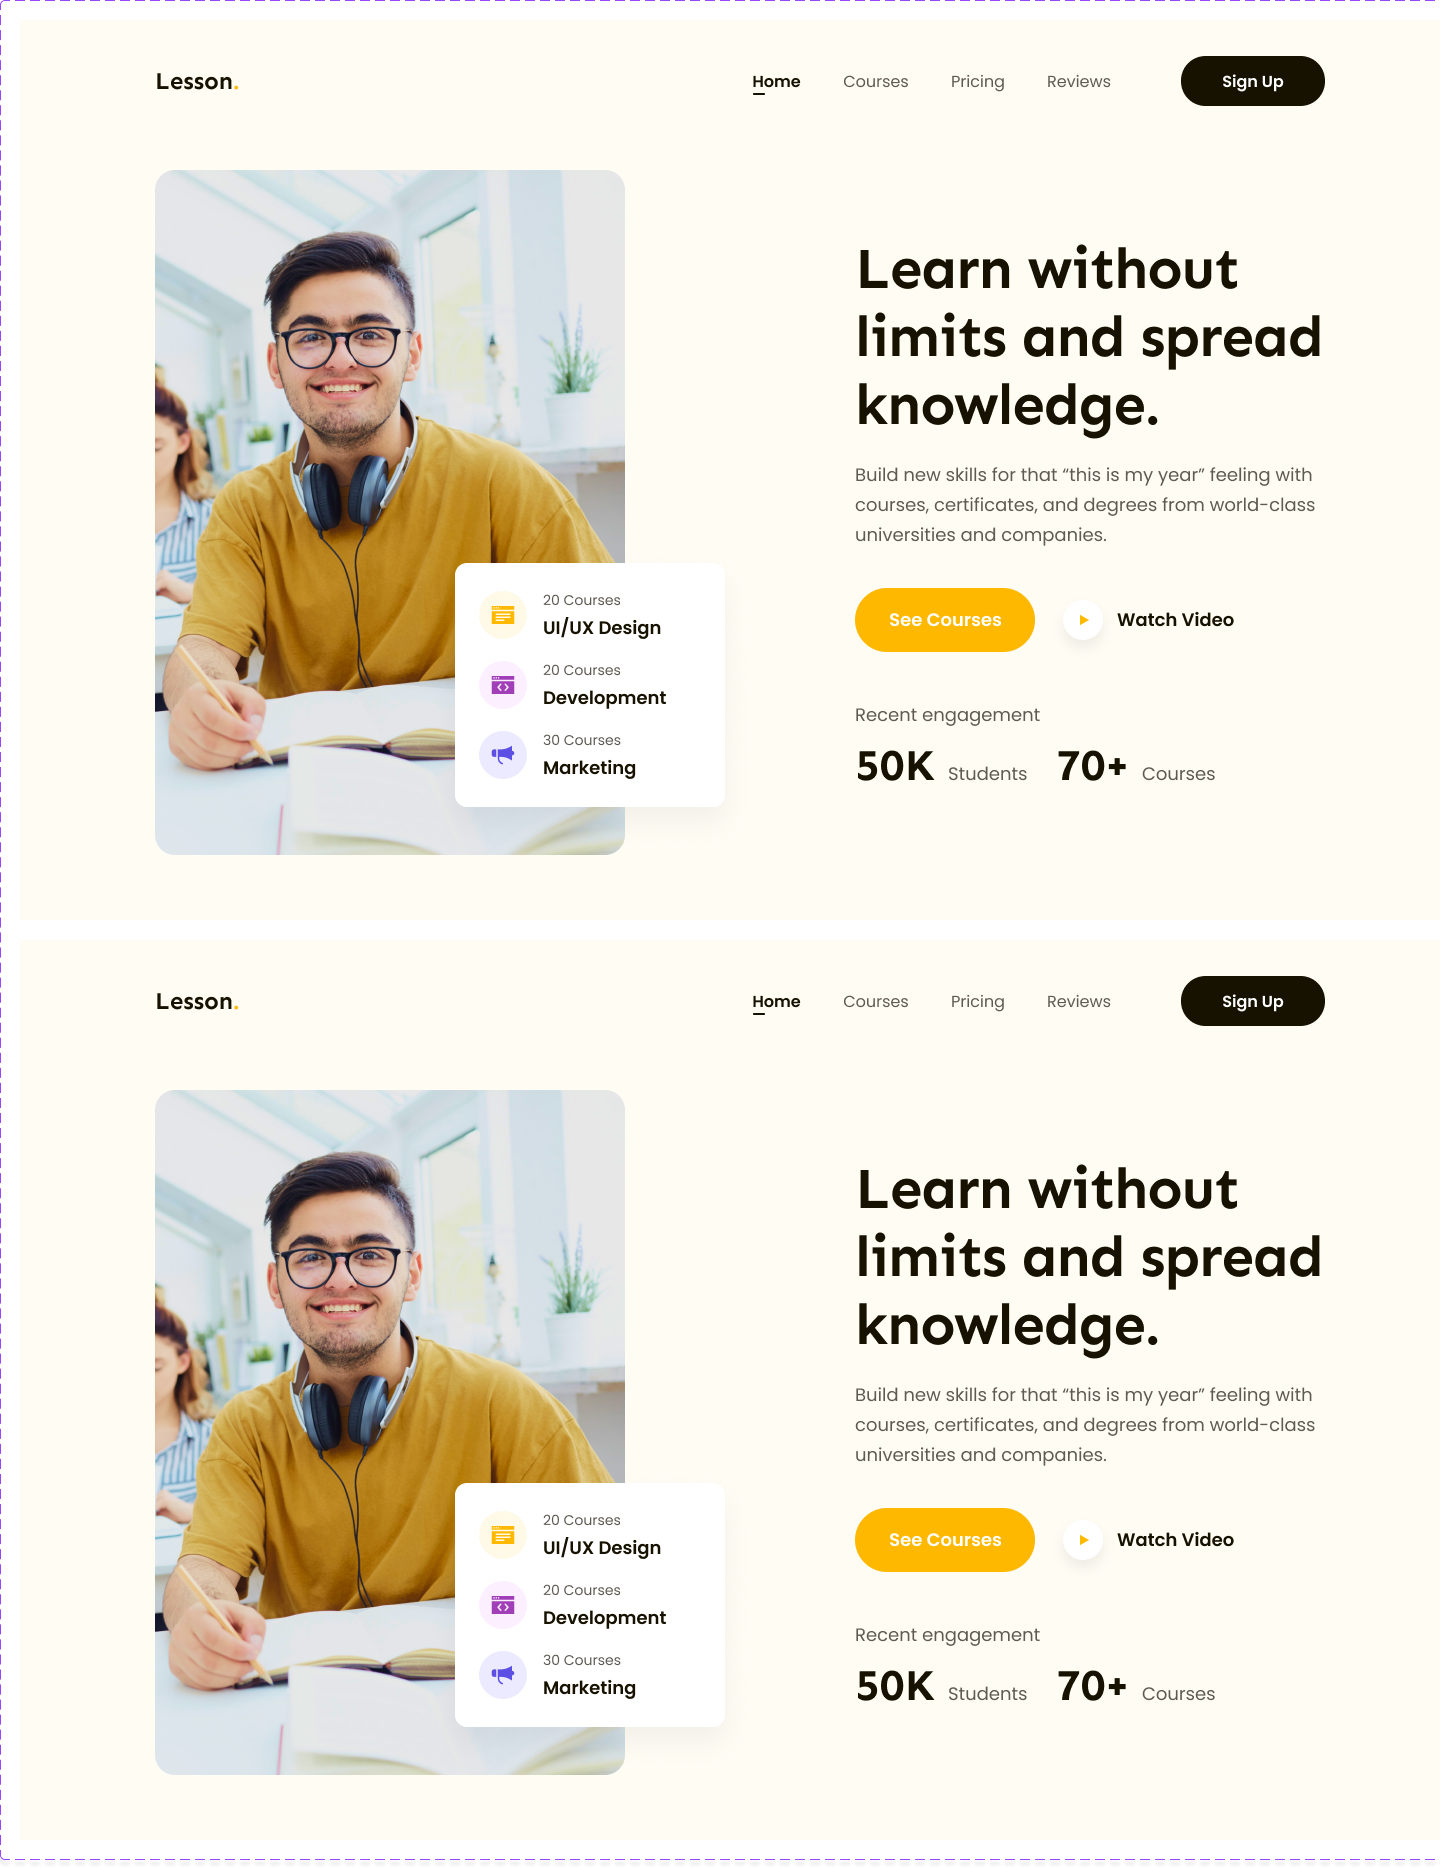 Lesson.
Home Courses Pricing Reviews Sign Up
Learn without
limits and spread
knowledge.
Build new skills for that “this is my year” feeling with
courses, certificates, and degrees from world-class
universities and companies.
20 Courses
UI/UX Design
20 Courses
Development
30 Courses
Marketing
See Courses Watch Video
Recent engagement
50K Students 70+ Courses
Lesson.
Home Courses Pricing Reviews Sign Up
Learn without
limits and spread
knowledge.
Build new skills for that “this is my year” feeling with
courses, certificates, and degrees from world-class
universities and companies.
20 Courses
UI/UX Design
20 Courses
Development
30 Courses
Marketing
See Courses Watch Video
Recent engagement
50K Students 70+ Courses